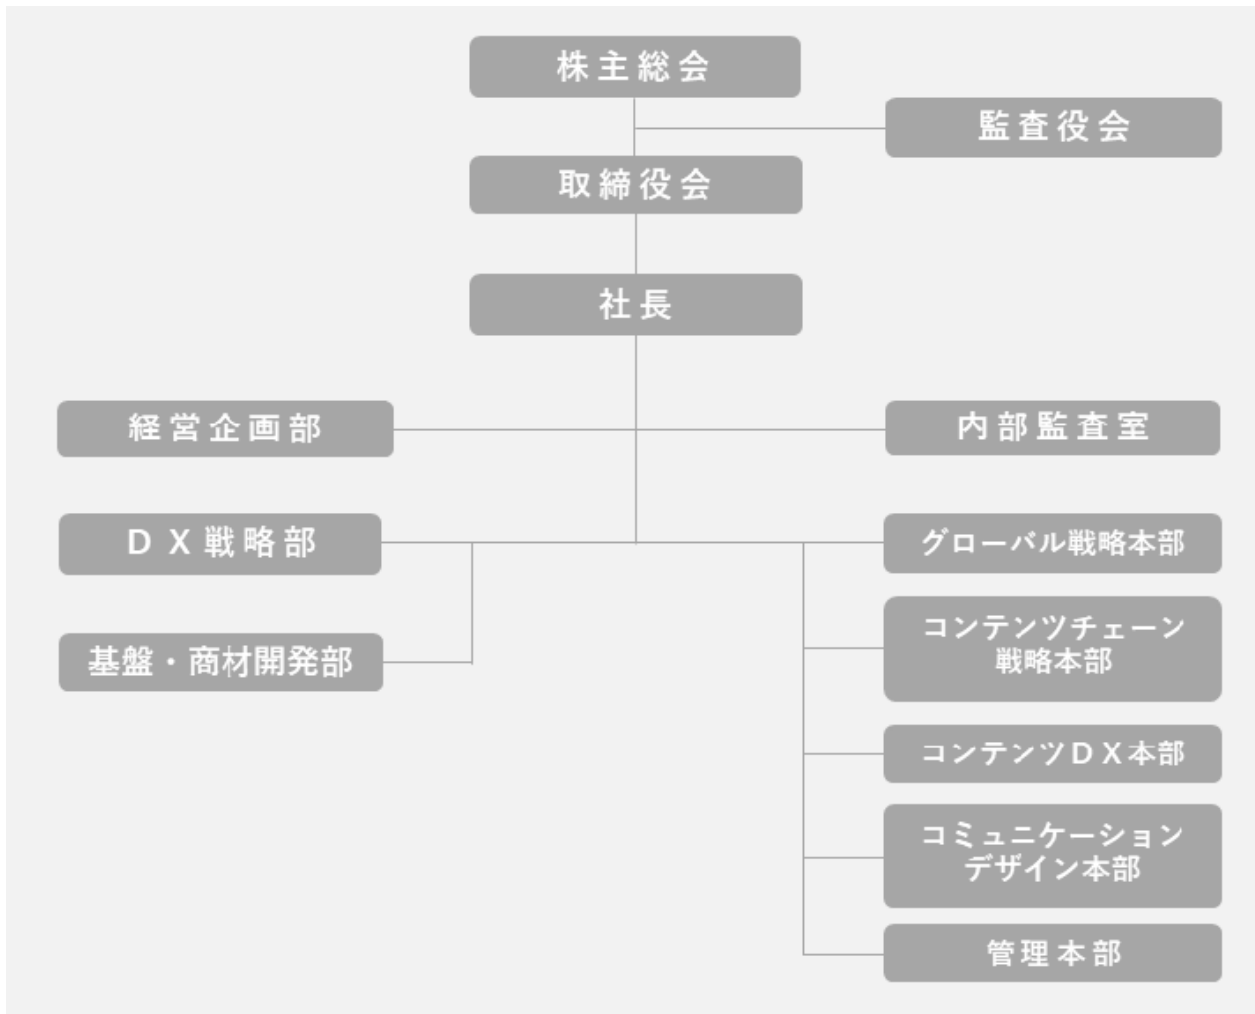 株主総会
監査役会
取締役会
社長
経営企画部
内部監査室
ＤＸ戦略部
グローバル戦略本部
基盤・商材開発部
コンテンツチェーン
戦略本部
コンテンツＤＸ本部
コミュニケーション
デザイン本部
管理本部